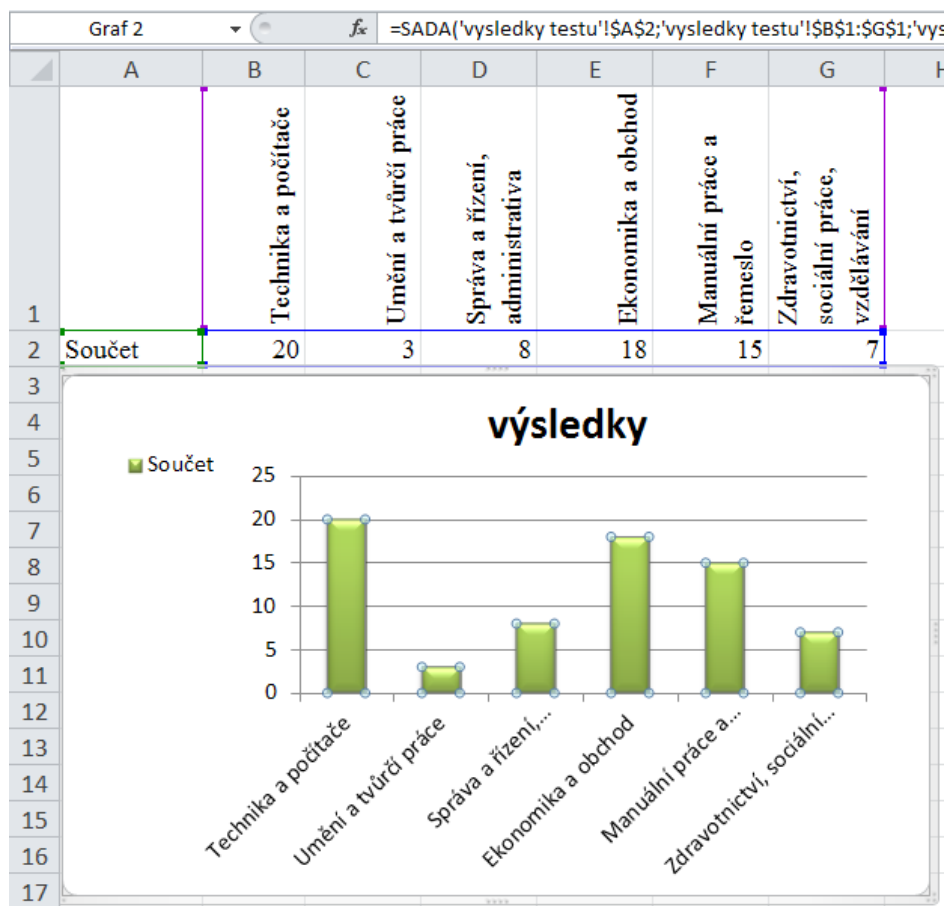 Graf 2 fx =SADA('vysledky testu'!$A$2;'vysledky testu'!$B$1:$G$1;'vys
A B C D E F G H
1
Technika a počítače
Umění a tvůrčí práce
Správa a řízení,
administrativa
Ekonomika a obchod
Manuální práce a
řemeslo
Zdravotnictví,
sociální práce,
vzdělávání
2 Součet 20 3 8 18 15 7
3
4
5
6
7
8
9
10
11
12
13
14
15
16
17
výsledky
Součet
25
20
15
10
5
0
Technika a počítače
Umění a tvůrčí práce
Správa a řízení,...
Ekonomika a obchod
Manuální práce a...
Zdravotnictví, sociální...